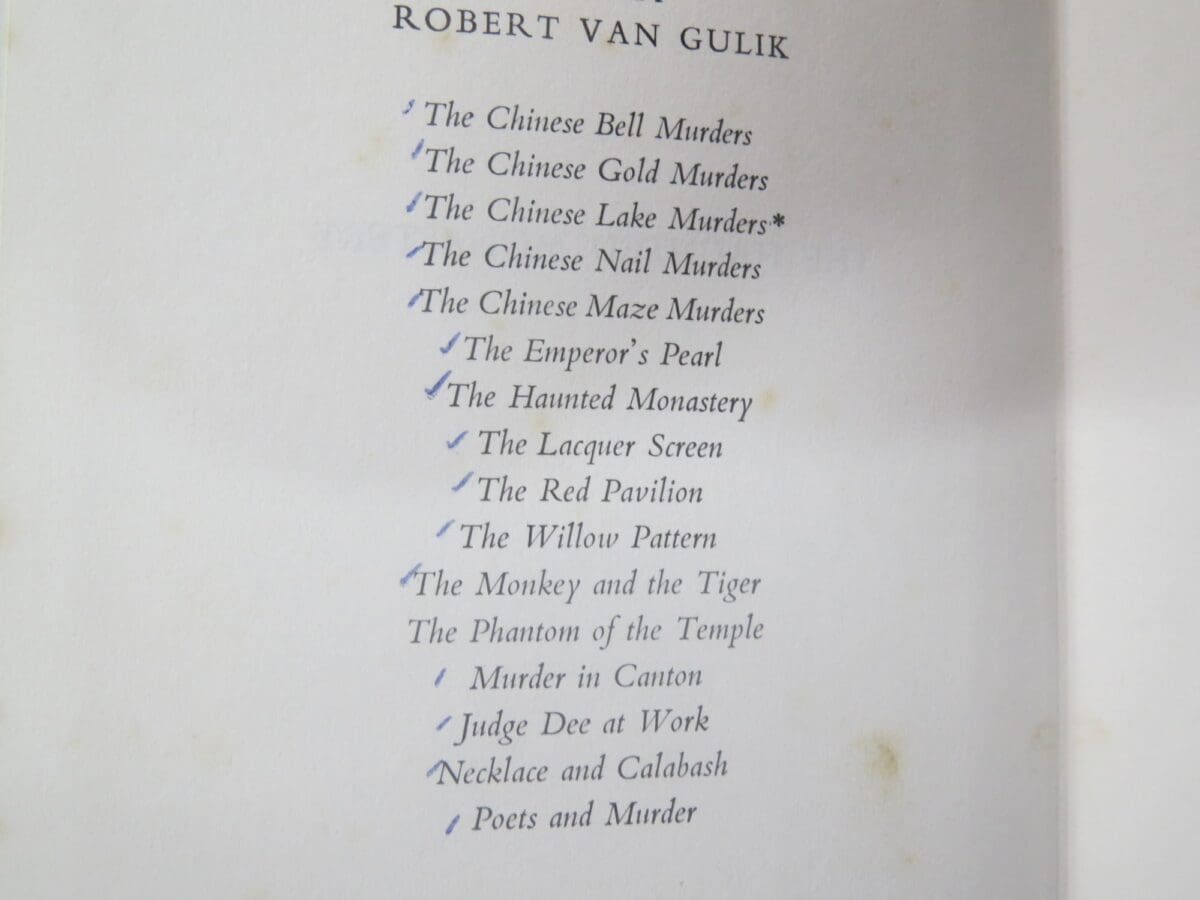 ROBERT VAN GULIK
The Chinese Bell Murders
The Chinese Gold Murders
The Chinese Lake Murders*
The Chinese Nail Murders
The Chinese Maze Murders
The Emperor's Pearl
The Haunted Monastery
The Lacquer Screen
The Red Pavilion
The Willow Pattern
The Monkey and the Tiger
The Phantom of the Temple
Murder in Canton
Judge Dee at Work
Necklace and Calabash
Poets and Murder